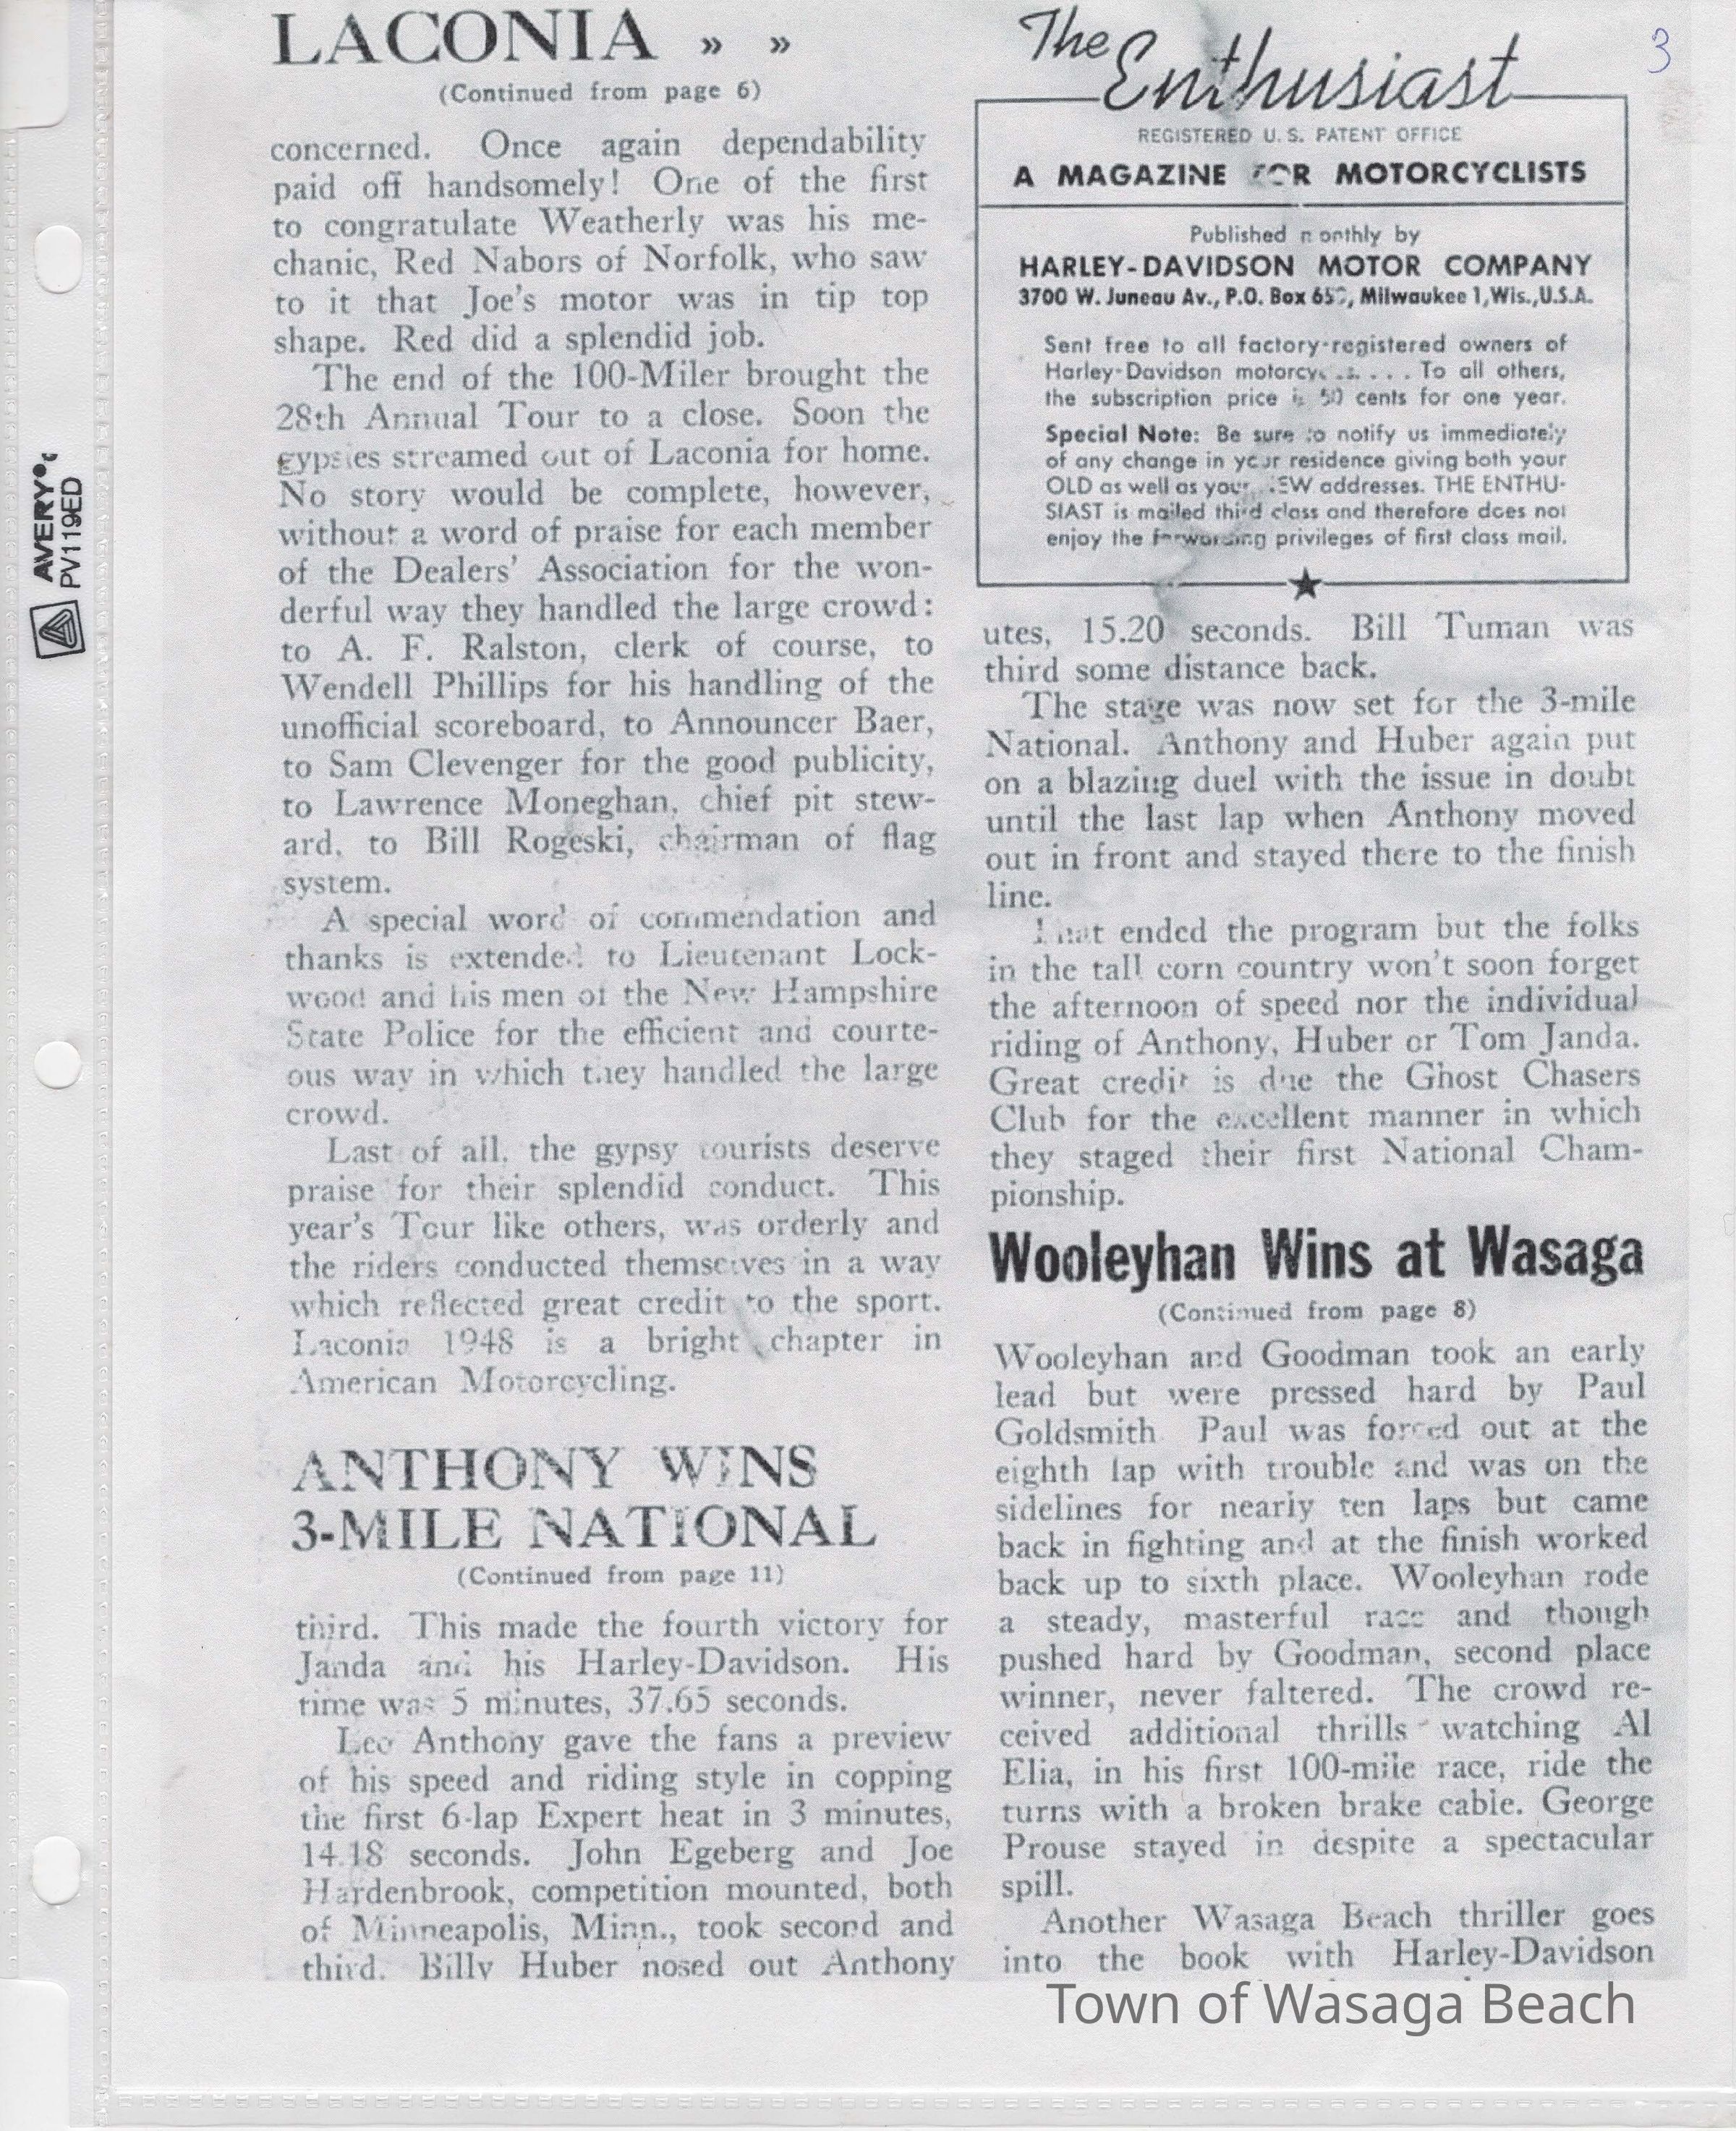 LACONIA » »
(Continued from page 6)
concerned. Once again dependability
paid off handsomely! One of the first
to congratulate Weatherly was his me-
chanic, Red Nabors of Norfolk, who saw
to it that Joe's motor was in tip top
shape. Red did a splendid job.
The end of the 100-Miler brought the
28th Annual Tour to a close. Soon the
gypsies streamed out of Laconia for home.
No story would be complete, however,
without a word of praise for each member
of the Dealers' Association for the won-
derful way they handled the large crowd:
to A. F. Ralston, clerk of course, to
Wendell Phillips for his handling of the
unofficial scoreboard, to Announcer Baer,
to Sam Clevenger for the good publicity,
to Lawrence Moneghan, chief pit stew-
ard, to Bill Rogeski, chairman of flag
system.
A special word of commendation and
thanks is extended to Lieutenant Lock-
wood and his men of the New Hampshire
State Police for the efficient and courte-
ous way in which they handled the large
crowd.
Last of all, the gypsy tourists deserve
praise for their splendid conduct. This
year's Tour like others, was orderly and
the riders conducted themselves in a way
which reflected great credit to the sport.
Laconia 1948 is a bright chapter in
American Motorcycling.
ANTHONY WINS
3-MILE NATIONAL
(Continued from page 11)
third. This made the fourth victory for
Janda and his Harley-Davidson. His
time was 5 minutes, 37.65 seconds.
Leo Anthony gave the fans a preview
of his speed and riding style in copping
the first 6-lap Expert heat in 3 minutes,
14.18 seconds. John Egeberg and Joe
Hardenbrook, competition mounted, both
of Minneapolis, Minn., took second and
third. Billy Huber nosed out Anthony
The Enthusiast
3
REGISTERED U. S. PATENT OFFICE
A MAGAZINE FOR MOTORCYCLISTS
Published monthly by
HARLEY-DAVIDSON MOTOR COMPANY
3700 W. Juneau Av., P.O. Box Milwaukee 1, Wis., U.S.A.
Sent free to all factory-registered owners of
Harley-Davidson . . . . To all others,
the subscription price is 50 cents for one year.
Special Note: Be sure to notify us immediately
of any change in your residence giving both your
OLD as well as your NEW addresses. THE ENTHU-
SIAST is mailed third class and therefore does not
enjoy the forwarding privileges of first class mail.
utes, 15.20 seconds. Bill Tuman was
third some distance back.
The stage was now set for the 3-mile
National. Anthony and Huber again put
on a blazing duel with the issue in doubt
until the last lap when Anthony moved
out in front and stayed there to the finish
line.
That ended the program but the folks
in the tall corn country won't soon forget
the afternoon of speed nor the individual
riding of Anthony, Huber or Tom Janda.
Great credit is due the Ghost Chasers
Club for the excellent manner in which
they staged their first National Cham-
pionship.
Wooleyhan Wins at Wasaga
(Continued from page 8)
Wooleyhan and Goodman took an early
lead but were pressed hard by Paul
Goldsmith. Paul was forced out at the
eighth lap with trouble and was on the
sidelines for nearly ten laps but came
back in fighting and at the finish worked
back up to sixth place. Wooleyhan rode
a steady, masterful race and though
pushed hard by Goodman, second place
winner, never faltered. The crowd re-
ceived additional thrills watching Al
Elia, in his first 100-mile race, ride the
turns with a broken brake cable. George
Prouse stayed in despite a spectacular
spill.
Another Wasaga Beach thriller goes
into the book with Harley-Davidson
Town of Wasaga Beach
AVERY
PV119ED